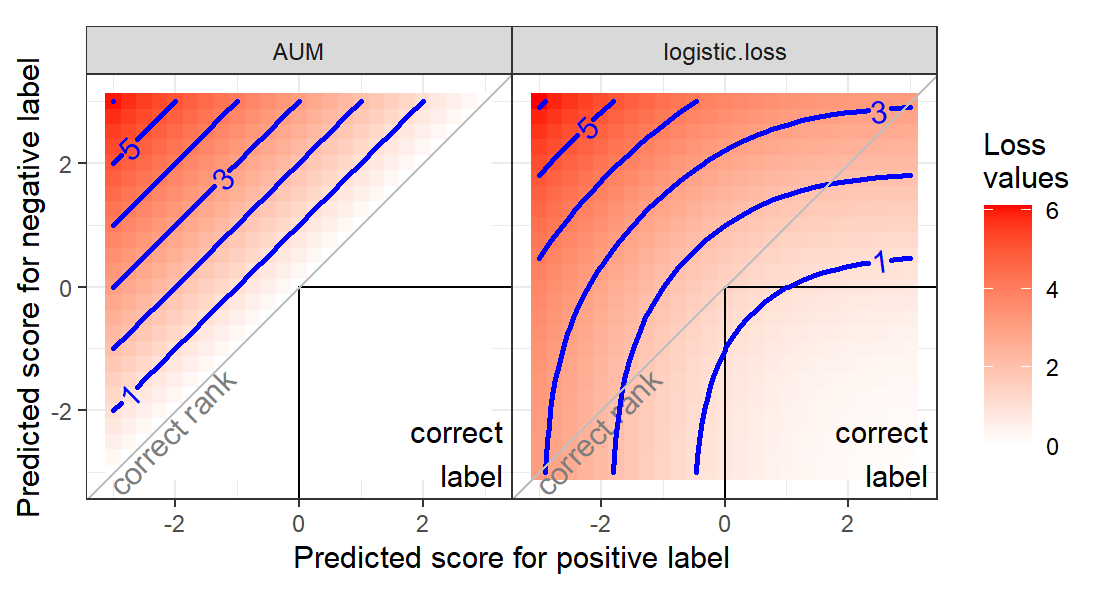 AUM
logistic.loss
Predicted score for negative label
2
0
-2
5
3
1
correct rank
correct
label
3
5
1
correct rank
correct
label
-2
0
2
-2
0
2
Predicted score for positive label
Loss
values
6
4
2
0